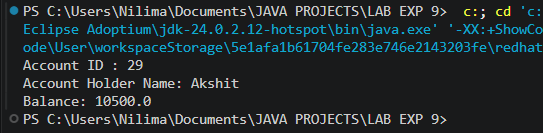 PS C:\Users\Nilima\Documents\JAVA PROJECTS\LAB EXP 9>  c:; cd 'c:
Eclipse Adoptium\jdk-24.0.2.12-hotspot\bin\java.exe' '-XX:+ShowCo
ode\User\workspaceStorage\5e1afa1b61704fe283e746e2143203fe\redhat
Account ID : 29
Account Holder Name: Akshit
Balance: 10500.0
PS C:\Users\Nilima\Documents\JAVA PROJECTS\LAB EXP 9>